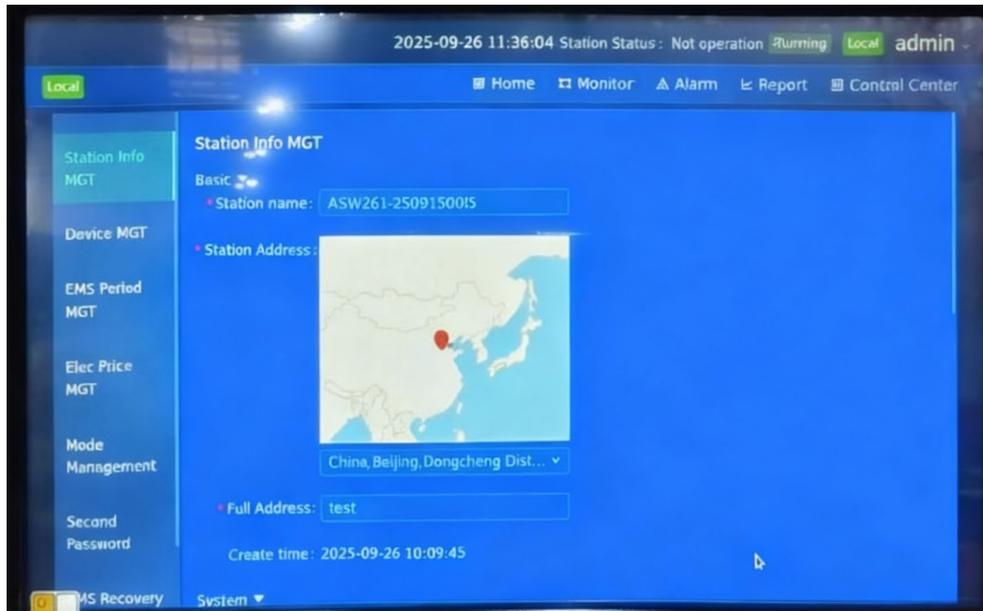 2025-09-26 11:36:04 Station Status: Not operation Running Local admin
Local
Home Monitor Alarm Report Control Center
Station Info
MGT
Device MGT
EMS Period
MGT
Elec Price
MGT
Mode
Management
Second
Password
MS Recovery
Station Info MGT
Basic
* Station name:
* Station Address:
China, Beijing, Dongcheng Dist...
* Full Address: test
Create time: 2025-09-26 10:09:45
System